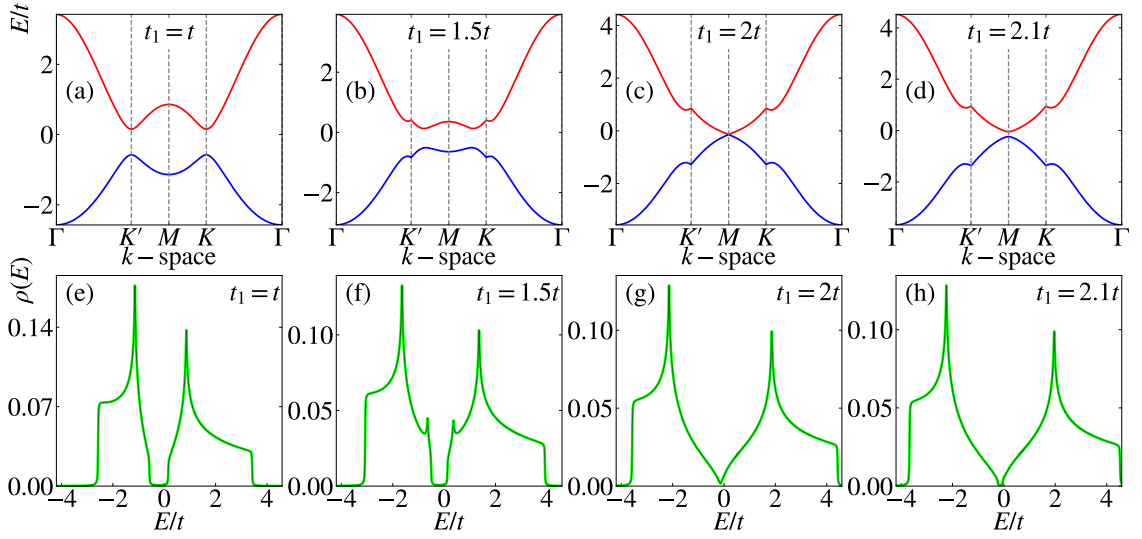 E/t
t₁ = t
t₁ = 1.5t
t₁ = 2t
t₁ = 2.1t
(a)
(b)
(c)
(d)
2
0
−2
2
0
−2
4
2
0
−2
4
2
0
−2
Γ K′ M K Γ
Γ K′ M K Γ
Γ K′ M K Γ
Γ K′ M K Γ
k − space
k − space
k − space
k − space
ρ(E)
(e) t₁ = t
(f) t₁ = 1.5t
(g) t₁ = 2t
(h) t₁ = 2.1t
0.14
0.07
0.00
0.10
0.05
0.00
0.10
0.05
0.00
0.10
0.05
0.00
−4 −2 0 2 4
−4 −2 0 2 4
−4 −2 0 2 4
−4 −2 0 2 4
E/t
E/t
E/t
E/t